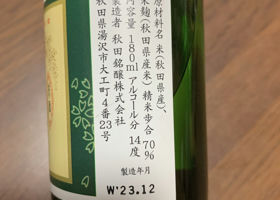 原材料名 米(秋田県産)、
米麹(秋田県産米) 精米歩合 70%
内容量 180ml アルコール分 14度
製造者 秋田銘醸株式会社
秋田県湯沢市大工町4番23号
製造年月
W'23.12